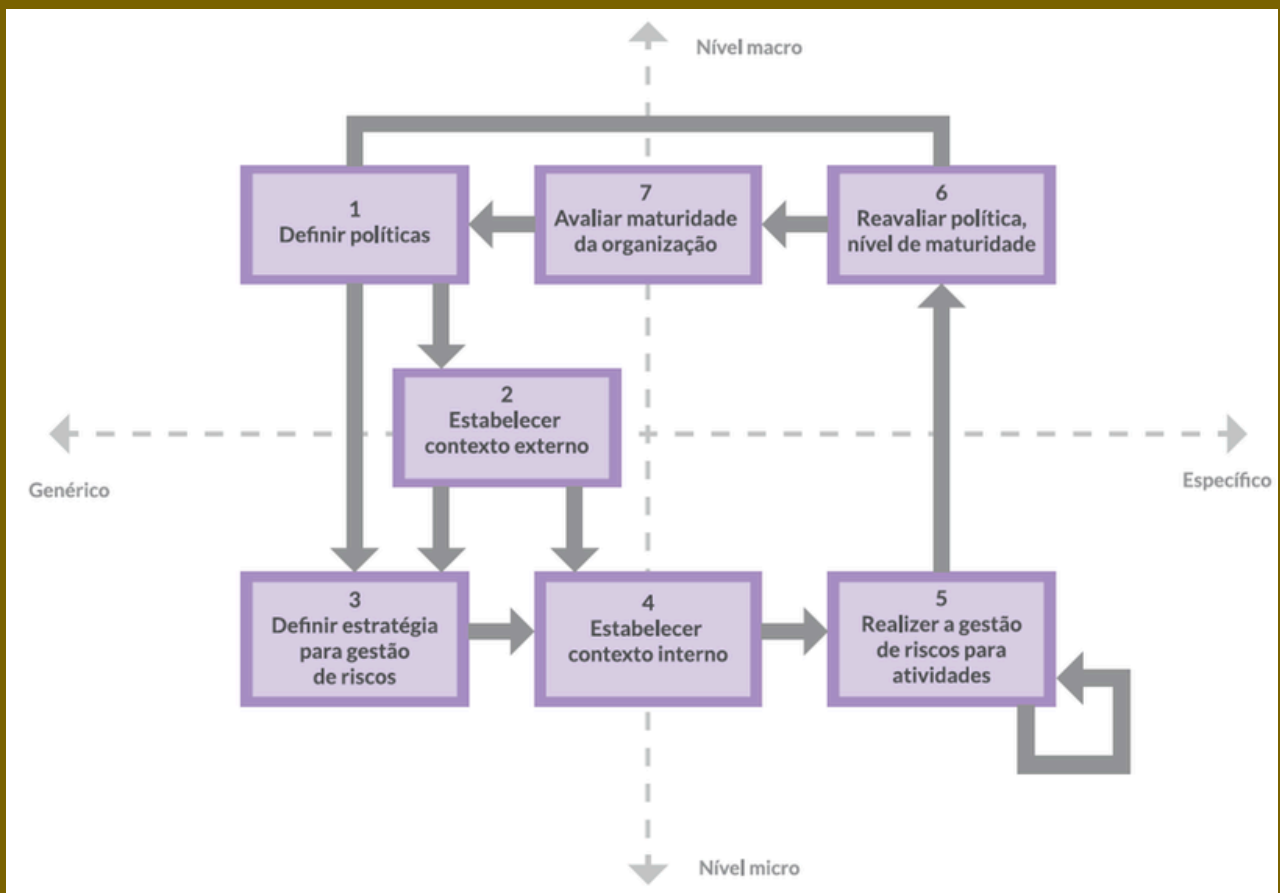 Nível macro
1
Definir políticas
7
Avaliar maturidade
da organização
6
Reavaliar política,
nível de maturidade
2
Estabelecer
contexto externo
Genérico
Específico
3
Definir estratégia
para gestão
de riscos
4
Estabelecer
contexto interno
5
Realizer a gestão
de riscos para
atividades
Nível micro